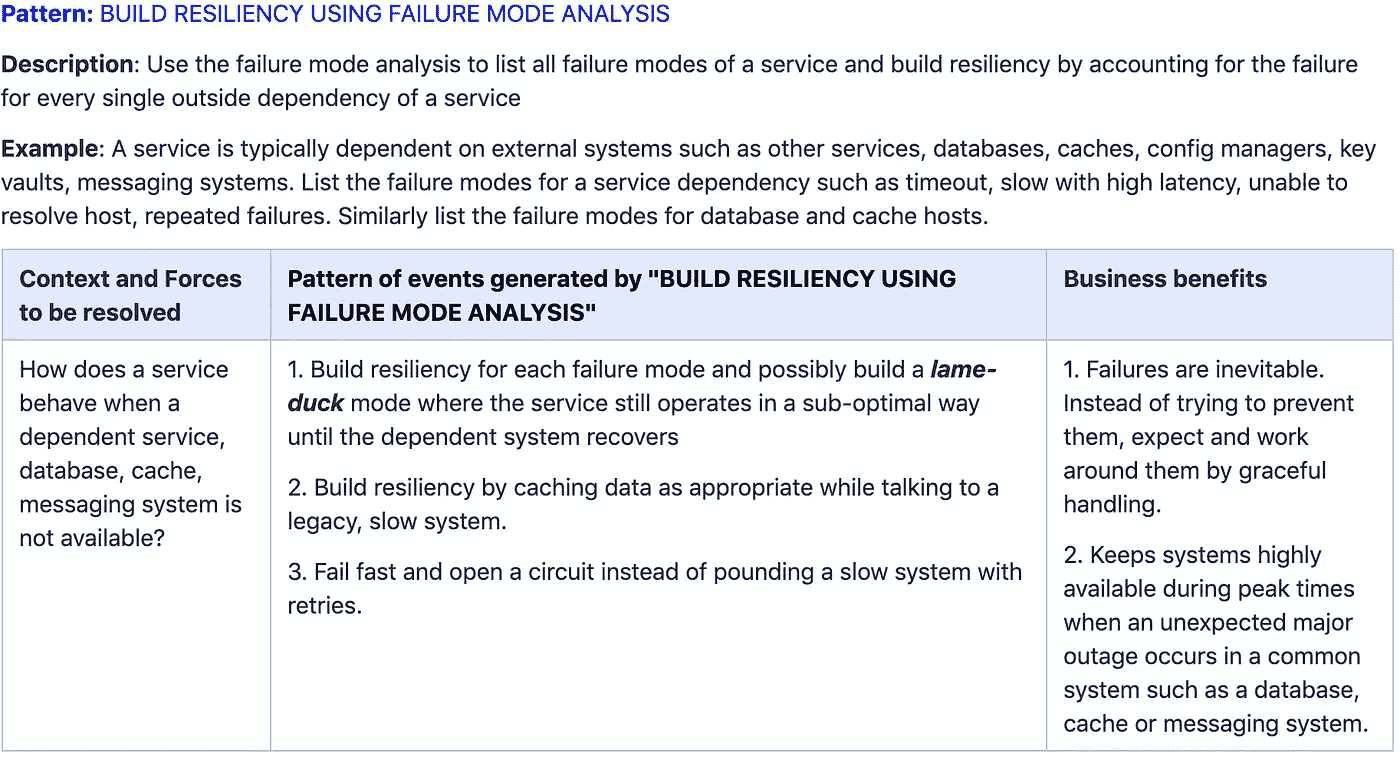 Pattern: BUILD RESILIENCY USING FAILURE MODE ANALYSIS
Description: Use the failure mode analysis to list all failure modes of a service and build resiliency by accounting for the failure
for every single outside dependency of a service
Example: A service is typically dependent on external systems such as other services, databases, caches, config managers, key
vaults, messaging systems. List the failure modes for a service dependency such as timeout, slow with high latency, unable to
resolve host, repeated failures. Similarly list the failure modes for database and cache hosts.
Context and Forces
to be resolved
Pattern of events generated by "BUILD RESILIENCY USING
FAILURE MODE ANALYSIS"
Business benefits
How does a service
behave when a
dependent service,
database, cache,
messaging system is
not available?
1. Build resiliency for each failure mode and possibly build a lame-
duck mode where the service still operates in a sub-optimal way
until the dependent system recovers
2. Build resiliency by caching data as appropriate while talking to a
legacy, slow system.
3. Fail fast and open a circuit instead of pounding a slow system with
retries.
1. Failures are inevitable.
Instead of trying to prevent
them, expect and work
around them by graceful
handling.
2. Keeps systems highly
available during peak times
when an unexpected major
outage occurs in a common
system such as a database,
cache or messaging system.